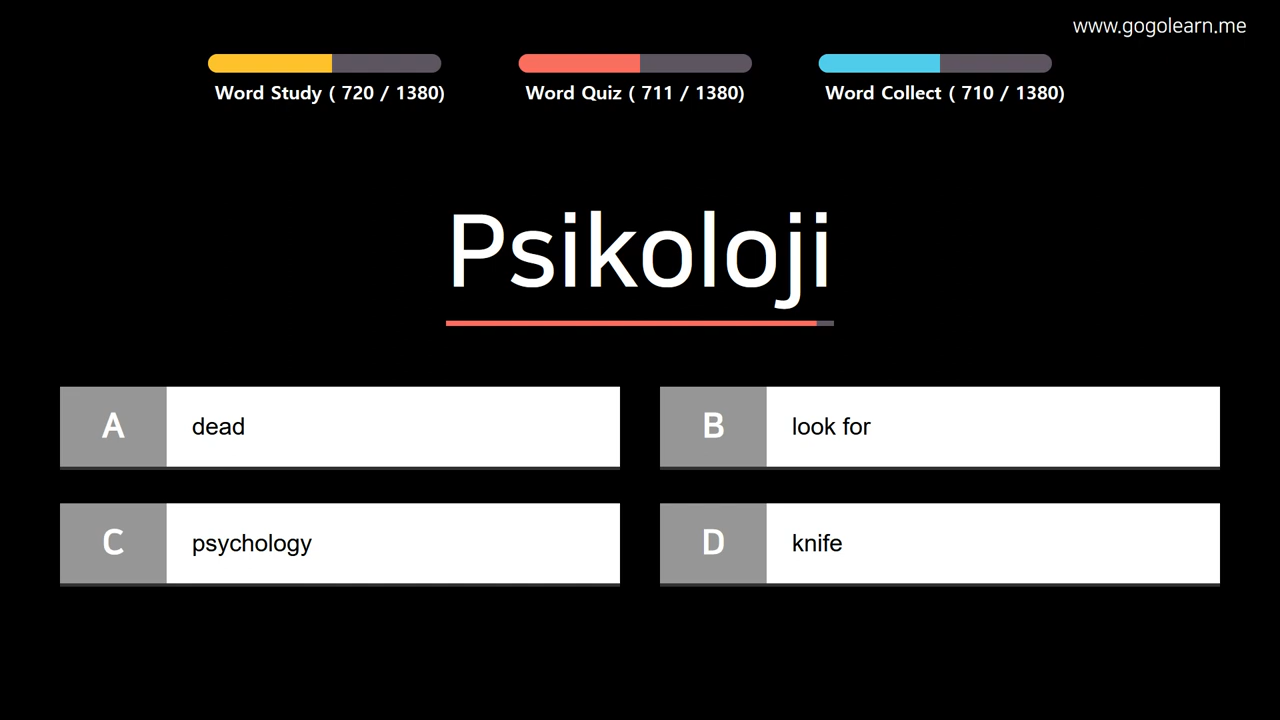 www.gogolearn.me
Word Study ( 720 / 1380)
Word Quiz ( 711 / 1380)
Word Collect ( 710 / 1380)
Psikoloji
A dead
B look for
C psychology
D knife